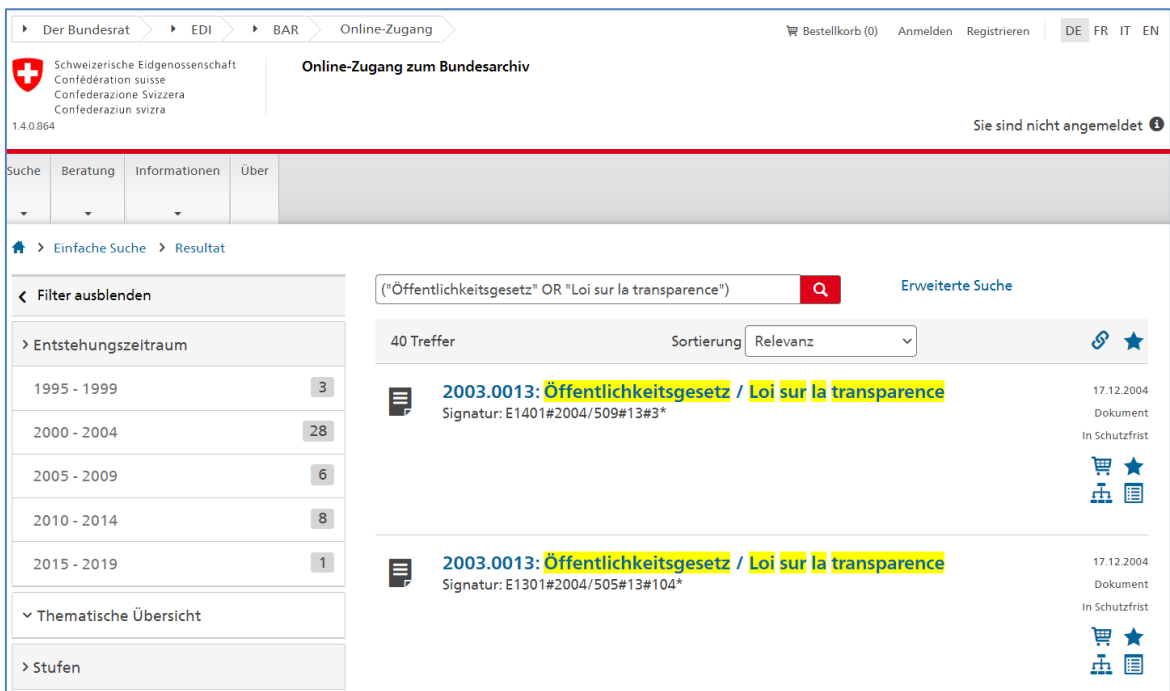 Der Bundesrat EDI BAR Online-Zugang Bestellkorb (0) Anmelden Registrieren DE FR IT EN
Schweizerische Eidgenossenschaft
Confédération suisse
Confederazione Svizzera
Confederaziun svizra
Online-Zugang zum Bundesarchiv
1.4.0.864
Sie sind nicht angemeldet
Suche Beratung Informationen Über
Einfache Suche > Resultat
Filter ausblenden
Entstehungszeitraum
1995 - 1999 3
2000 - 2004 28
2005 - 2009 6
2010 - 2014 8
2015 - 2019 1
Thematische Übersicht
Stufen
("Öffentlichkeitsgesetz" OR "Loi sur la transparence")
Erweiterte Suche
40 Treffer Sortierung Relevanz
2003.0013: Öffentlichkeitsgesetz / Loi sur la transparence
Signatur: E1401#2004/509#13#3*
17.12.2004
Dokument
In Schutzfrist
2003.0013: Öffentlichkeitsgesetz / Loi sur la transparence
Signatur: E1301#2004/505#13#104*
17.12.2004
Dokument
In Schutzfrist